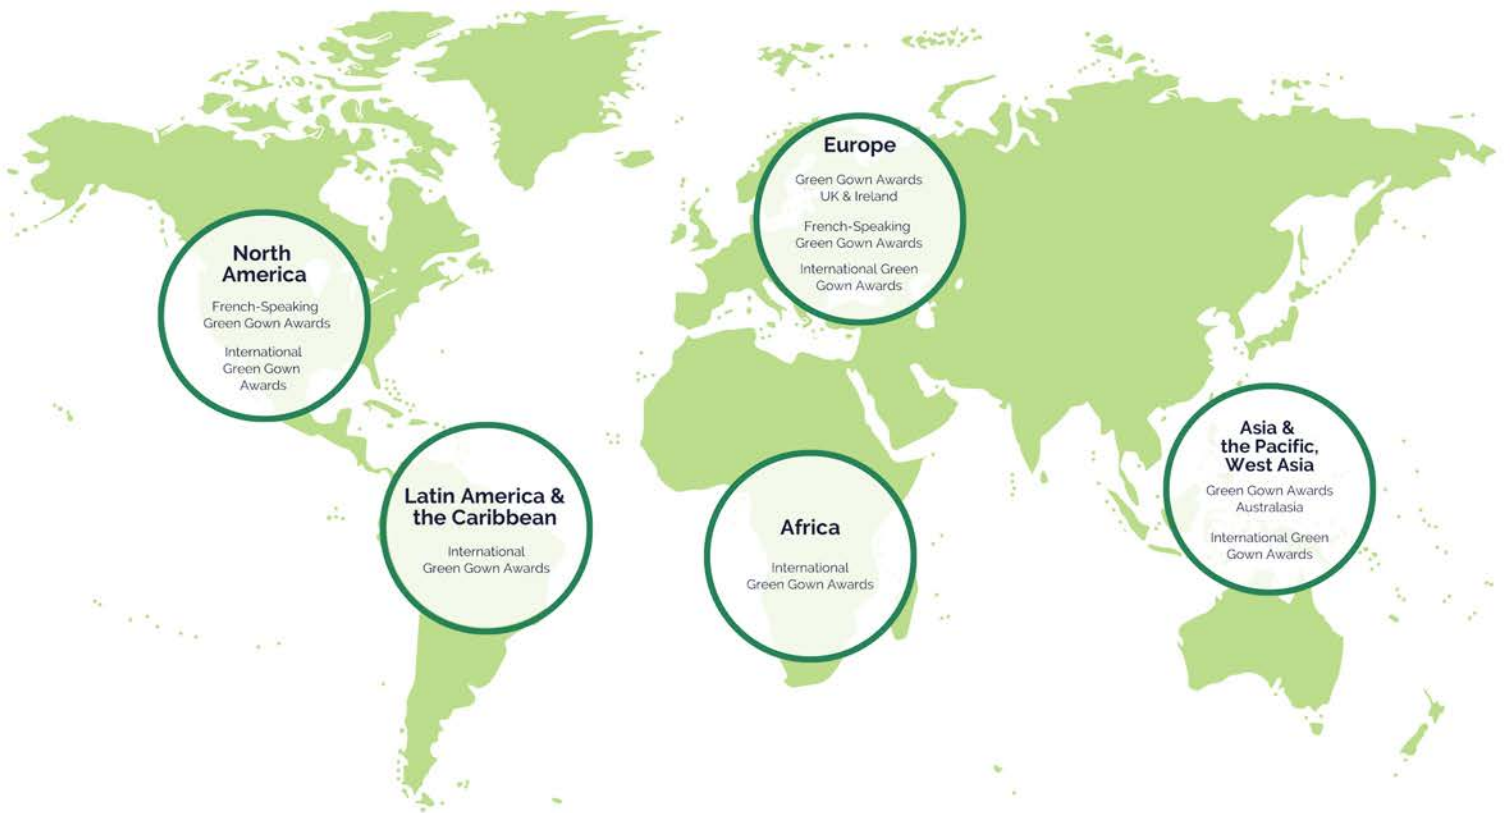 Europe
Green Gown Awards
UK & Ireland
French-Speaking
Green Gown Awards
International Green
Gown Awards
North
America
French-Speaking
Green Gown Awards
International
Green Gown
Awards
Latin America &
the Caribbean
International
Green Gown Awards
Africa
International
Green Gown Awards
Asia &
the Pacific,
West Asia
Green Gown Awards
Australasia
International Green
Gown Awards